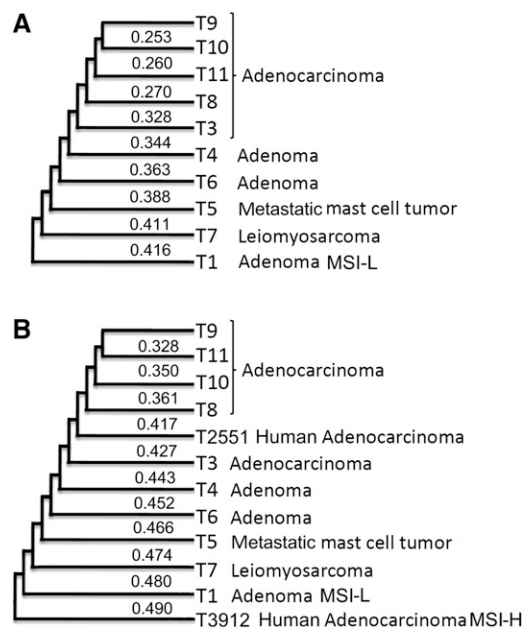 A
T9
0.253
T10
0.260
T11
Adenocarcinoma
0.270
T8
0.328
T3
0.344
T4 Adenoma
0.363
T6 Adenoma
0.388
T5 Metastatic mast cell tumor
0.411
T7 Leiomyosarcoma
0.416
T1 Adenoma MSI-L
B
T9
0.328
T11
Adenocarcinoma
0.350
T10
0.361
T8
0.417
T2551 Human Adenocarcinoma
0.427
T3 Adenocarcinoma
0.443
T4 Adenoma
0.452
T6 Adenoma
0.466
T5 Metastatic mast cell tumor
0.474
T7 Leiomyosarcoma
0.480
T1 Adenoma MSI-L
0.490
T3912 Human Adenocarcinoma MSI-H